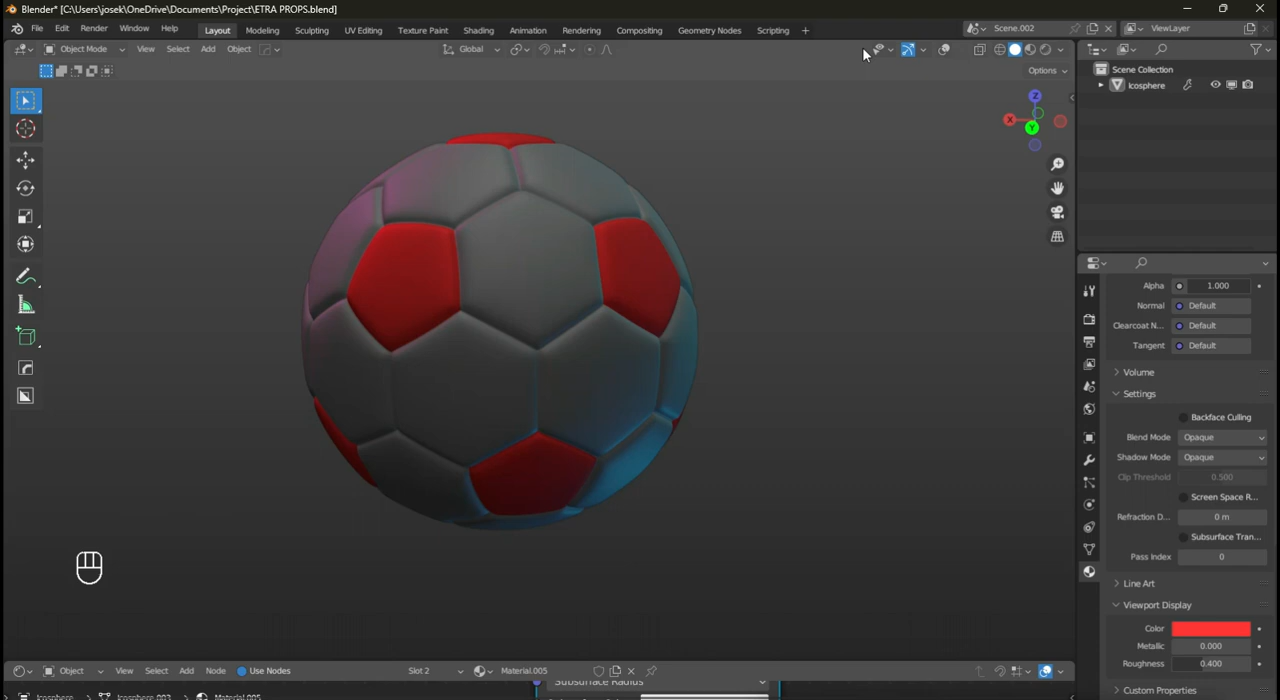 Blender* [C:\Users\josek\OneDrive\Documents\Project\ETRA PROPS.blend]
File Edit Render Window Help Layout Modeling Sculpting UV Editing Texture Paint Shading Animation Rendering Compositing Geometry Nodes Scripting + Scene.002 ViewLayer
Object Mode View Select Add Object Global
Options
Z
X
Y
Scene Collection
Icosphere
Alpha 1.000
Normal Default
Clearcoat N... Default
Tangent Default
Volume
Settings
Backface Culling
Blend Mode Opaque
Shadow Mode Opaque
Clip Threshold 0.500
Screen Space R...
Refraction D... 0 m
Subsurface Tran...
Pass Index 0
Line Art
Viewport Display
Color
Metallic 0.000
Roughness 0.400
Custom Properties
Object View Select Add Node Use Nodes Slot 2 Material.005
Subsurface Radius
Icosphere Icosphere.003 Material.005